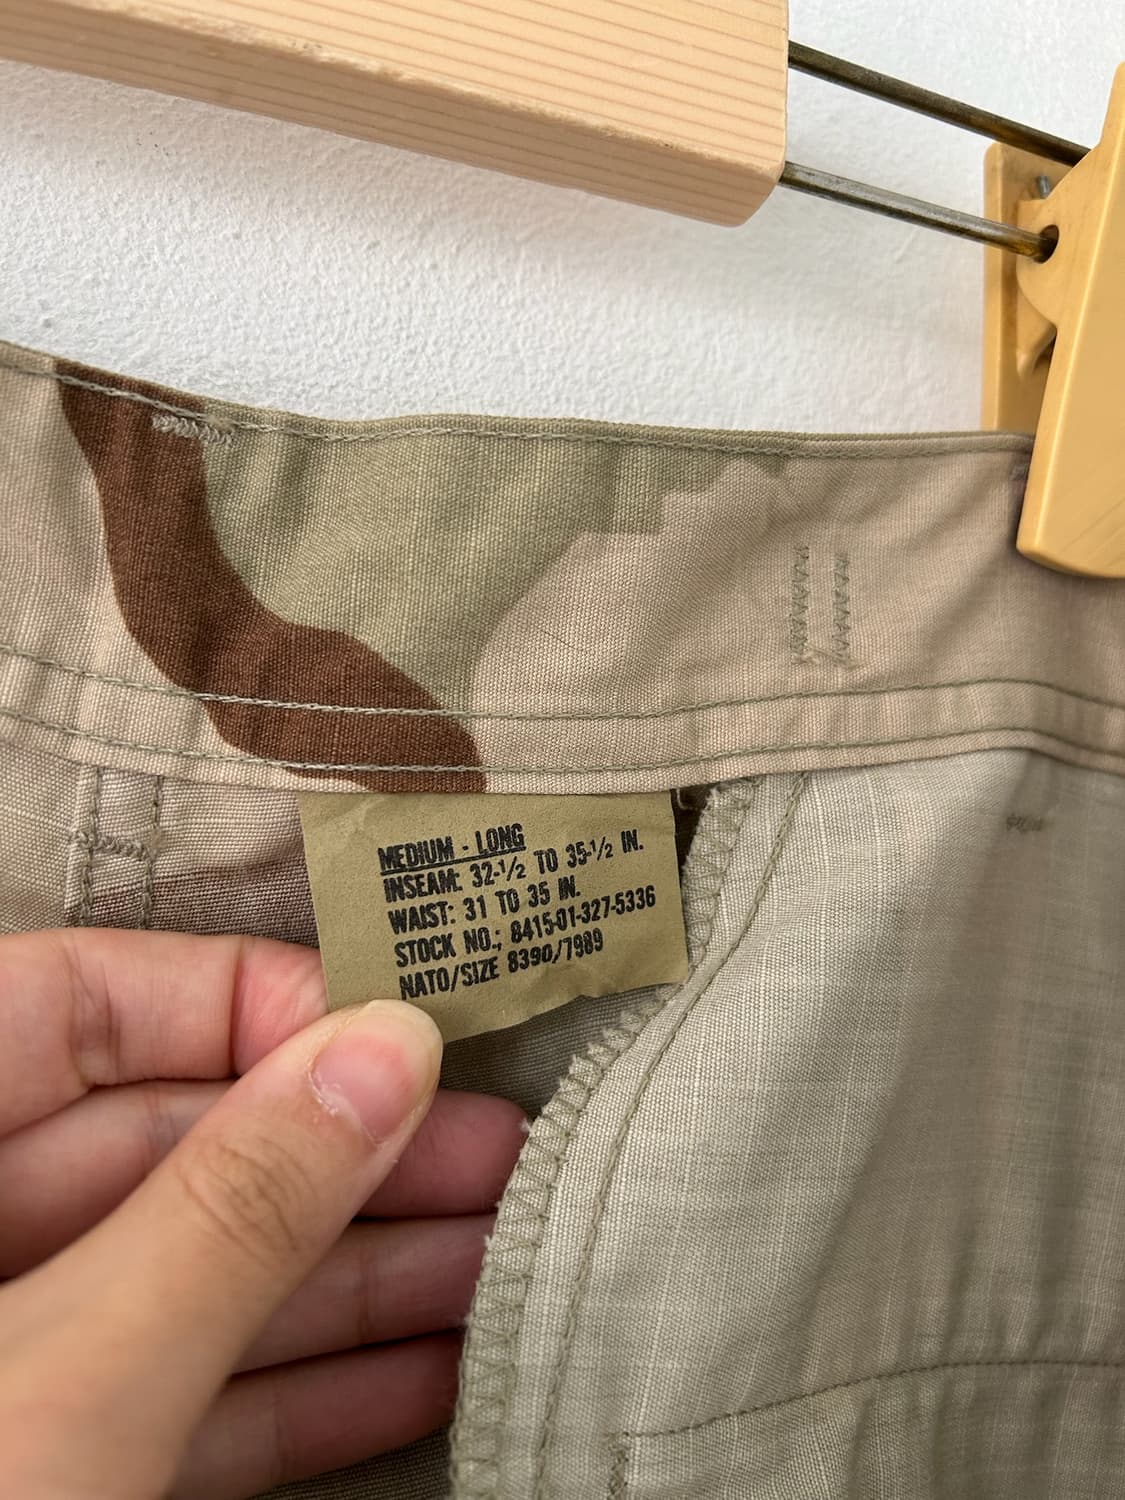 MEDIUM - LONG
INSEAM: 32-1/2 TO 35-1/2 IN.
WAIST: 31 TO 35 IN.
STOCK NO.; 8415-01-327-5336
NATO/SIZE 8390/7989